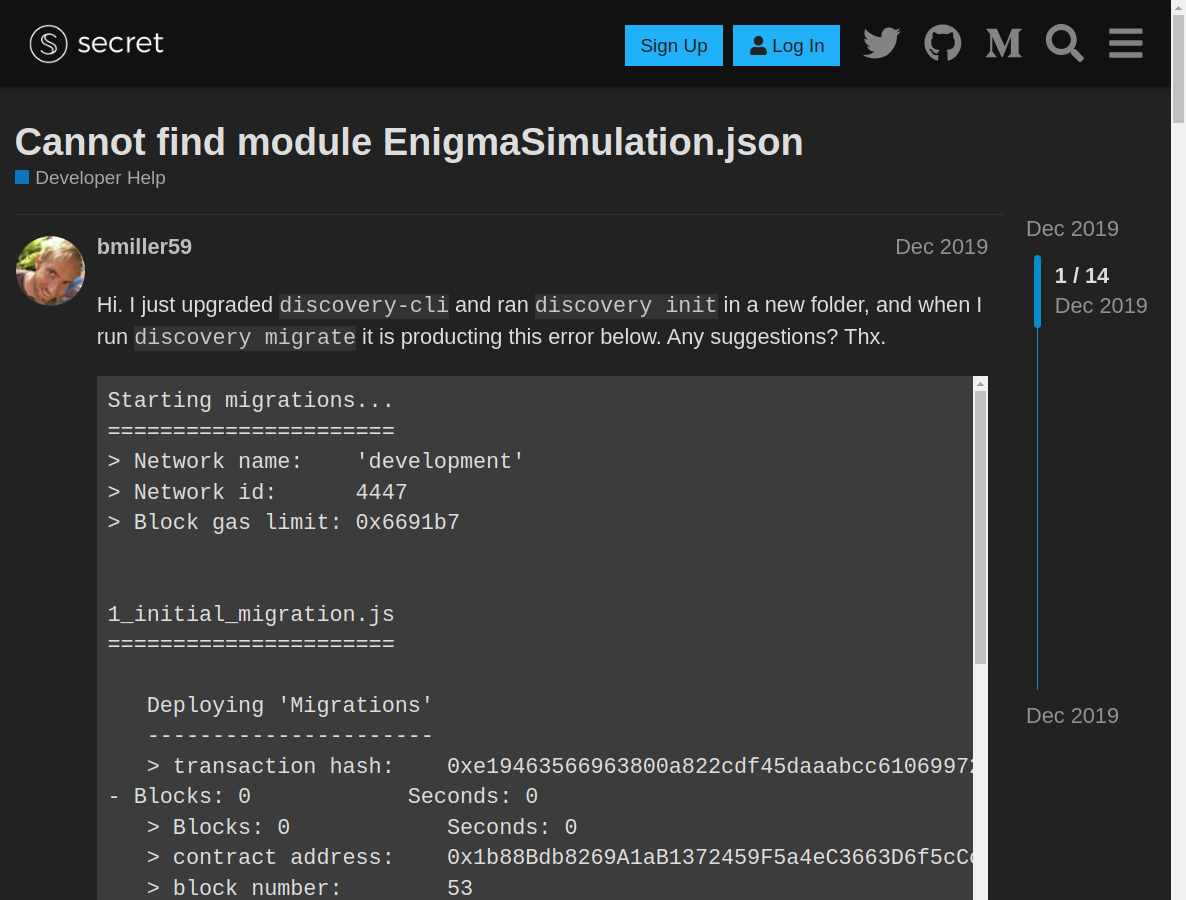 secret
Sign Up
Log In
Cannot find module EnigmaSimulation.json
Developer Help
bmiller59
Dec 2019
Hi. I just upgraded discovery-cli and ran discovery init in a new folder, and when I
run discovery migrate it is producting this error below. Any suggestions? Thx.
Starting migrations...
======================
> Network name:    'development'
> Network id:      4447
> Block gas limit: 0x6691b7
1_initial_migration.js
======================
   Deploying 'Migrations'
   ----------------------
   > transaction hash:    0xe19463566963800a822cdf45daaabcc61069972
- Blocks: 0            Seconds: 0
   > Blocks: 0            Seconds: 0
   > contract address:    0x1b88Bdb8269A1aB1372459F5a4eC3663D6f5cC
   > block number:        53
Dec 2019
1 / 14
Dec 2019
Dec 2019